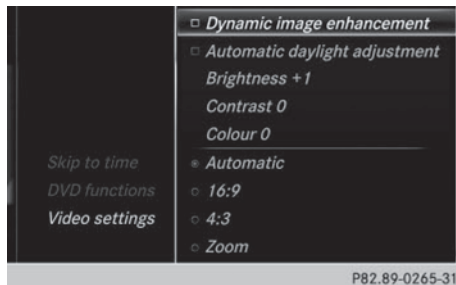 Dynamic image enhancement
Automatic daylight adjustment
Brightness +1
Contrast 0
Colour 0
Skip to time
Automatic
DVD functions
16:9
Video settings
4:3
Zoom
P82.89-0265-31